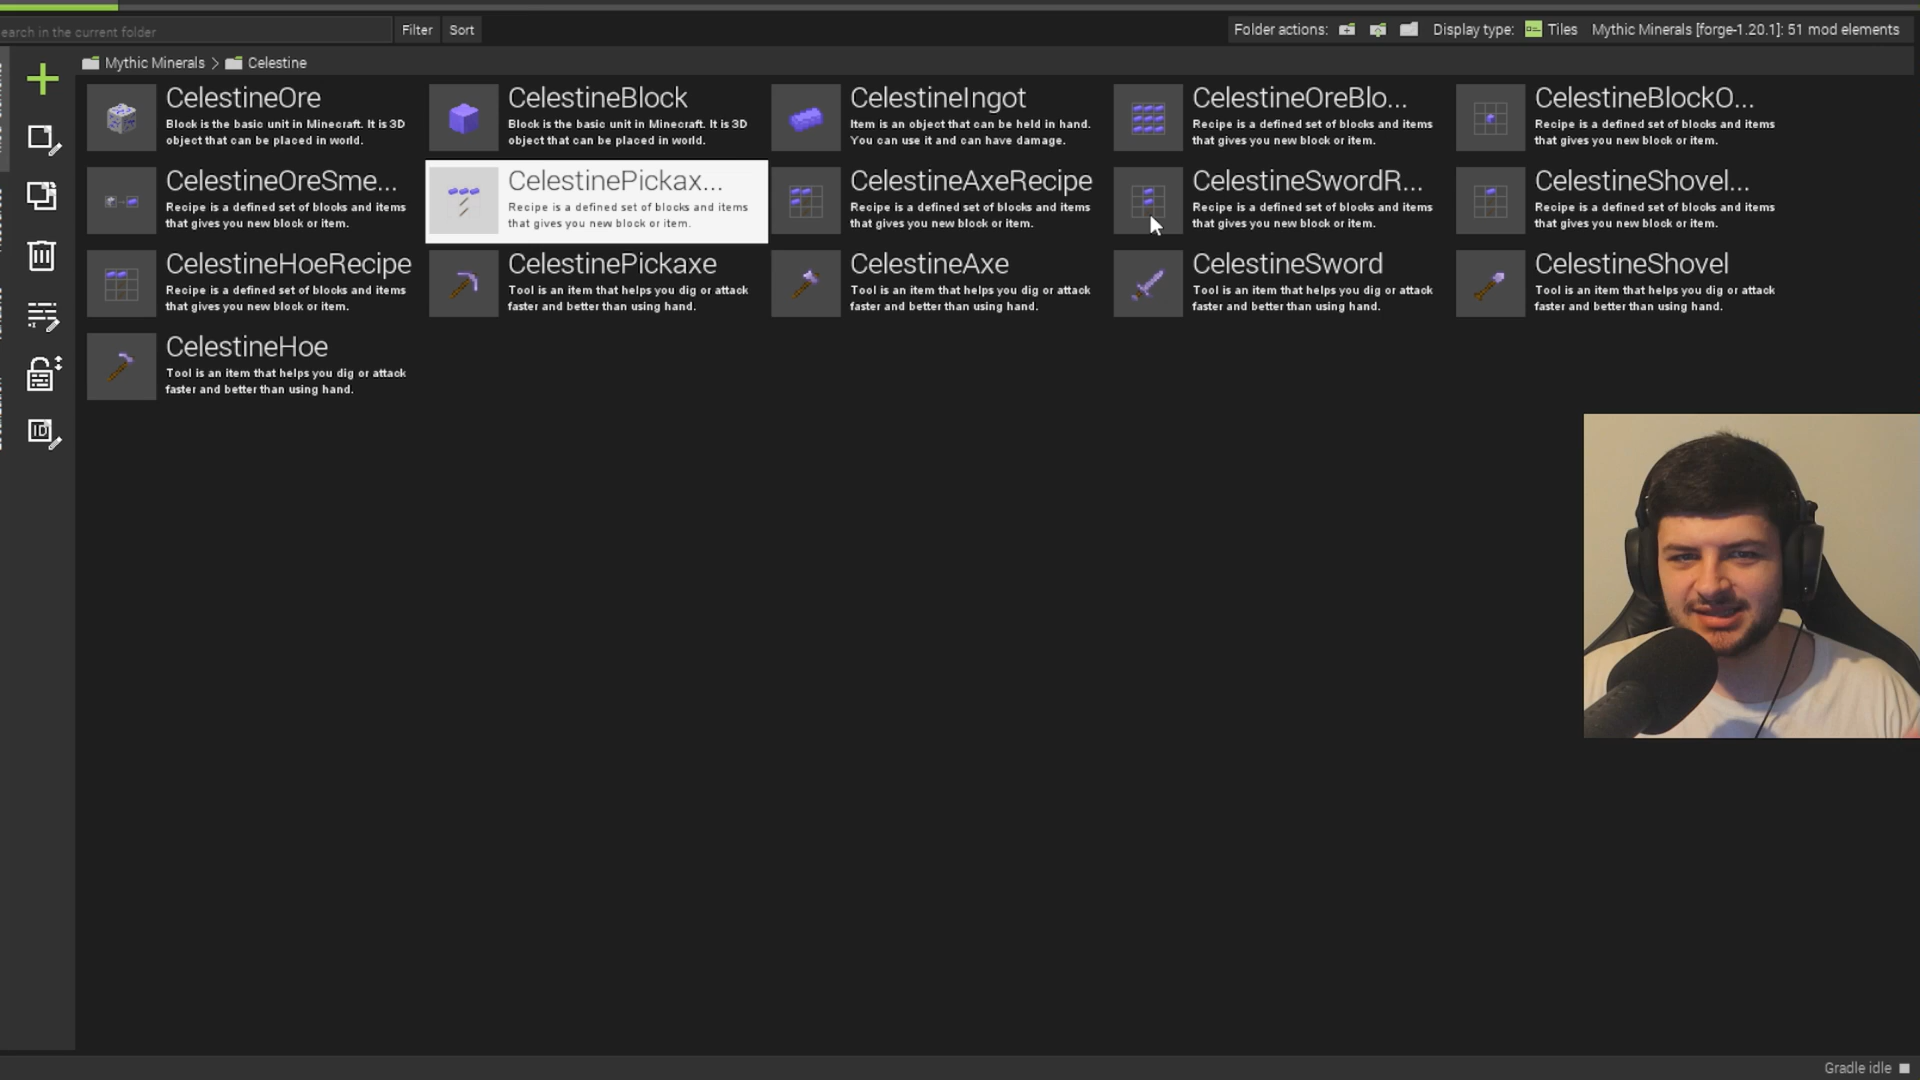 earch in the current folder
Filter
Sort
Folder actions:
Display type:
Tiles
Mythic Minerals [forge-1.20.1]: 51 mod elements
Mythic Minerals > Celestine
CelestineOre
Block is the basic unit in Minecraft. It is 3D
object that can be placed in world.
CelestineBlock
Block is the basic unit in Minecraft. It is 3D
object that can be placed in world.
CelestineIngot
Item is an object that can be held in hand.
You can use it and can have damage.
CelestineOreBlo...
Recipe is a defined set of blocks and items
that gives you new block or item.
CelestineBlockO...
Recipe is a defined set of blocks and items
that gives you new block or item.
CelestineOreSme...
Recipe is a defined set of blocks and items
that gives you new block or item.
CelestinePickax...
Recipe is a defined set of blocks and items
that gives you new block or item.
CelestineAxeRecipe
Recipe is a defined set of blocks and items
that gives you new block or item.
CelestineSwordR...
Recipe is a defined set of blocks and items
that gives you new block or item.
CelestineShovel...
Recipe is a defined set of blocks and items
that gives you new block or item.
CelestineHoeRecipe
Recipe is a defined set of blocks and items
that gives you new block or item.
CelestinePickaxe
Tool is an item that helps you dig or attack
faster and better than using hand.
CelestineAxe
Tool is an item that helps you dig or attack
faster and better than using hand.
CelestineSword
Tool is an item that helps you dig or attack
faster and better than using hand.
CelestineShovel
Tool is an item that helps you dig or attack
faster and better than using hand.
CelestineHoe
Tool is an item that helps you dig or attack
faster and better than using hand.
ID
Gradle idle